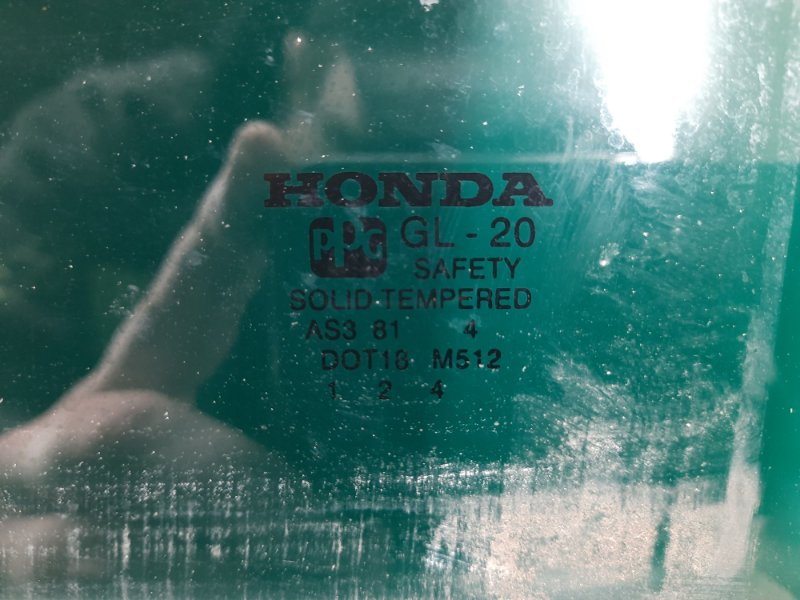 HONDA
PPG GL - 20
SAFETY
SOLID TEMPERED
AS3 81 4
DOT18 M512
1 2 4